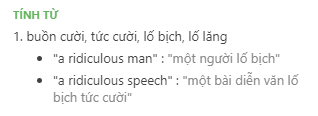 TÍNH TỪ
1. buồn cười, tức cười, lố bịch, lố lăng
• "a ridiculous man" : "một người lố bịch"
• "a ridiculous speech" : "một bài diễn văn lố
bịch tức cười"